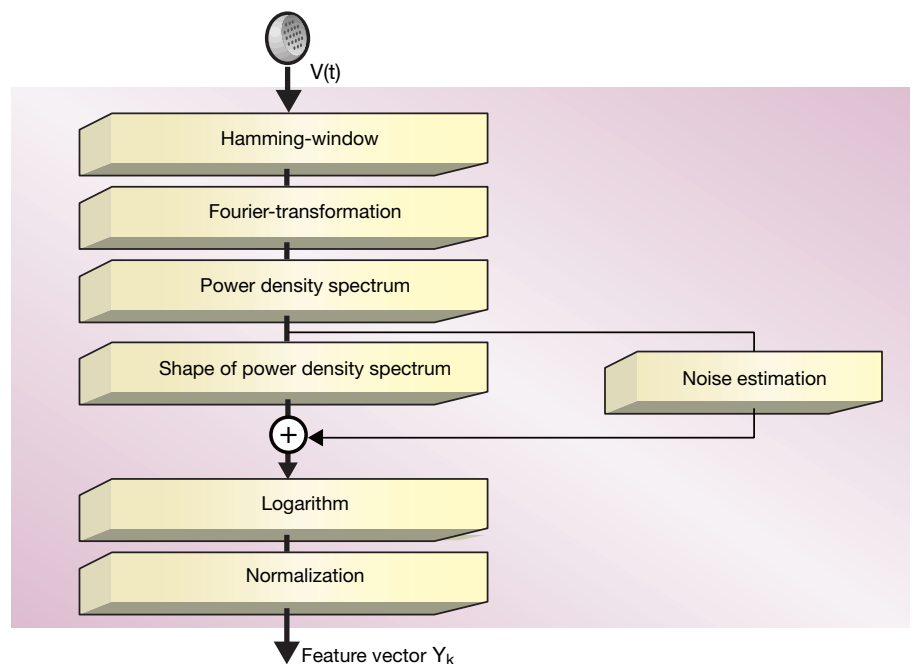 V(t)
Hamming-window
Fourier-transformation
Power density spectrum
Shape of power density spectrum
Noise estimation
+
Logarithm
Normalization
Feature vector Yk